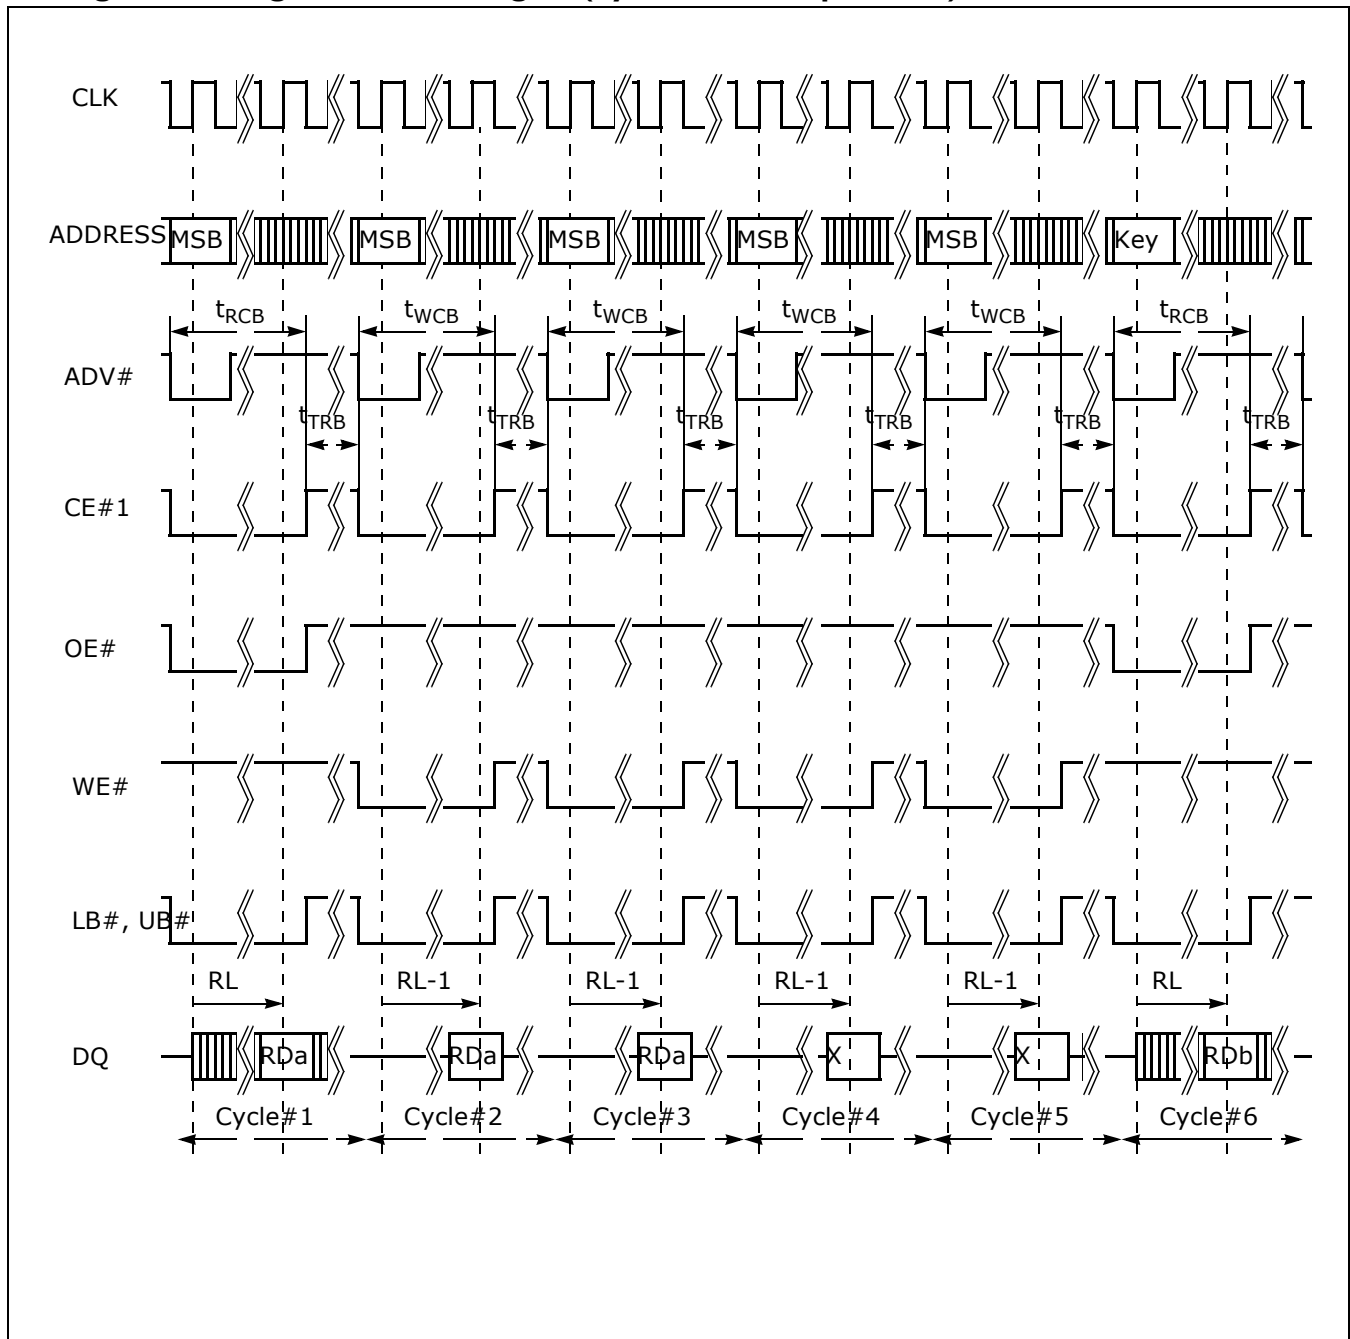 CLK
ADDRESS MSB MSB MSB MSB MSB Key
tRCB tWCB tWCB tWCB tWCB tRCB
ADV#
tTRB tTRB tTRB tTRB tTRB tTRB
CE#1
OE#
WE#
LB#, UB#
RL RL-1 RL-1 RL-1 RL-1 RL
DQ RDa RDa RDa X X RDb
Cycle#1 Cycle#2 Cycle#3 Cycle#4 Cycle#5 Cycle#6